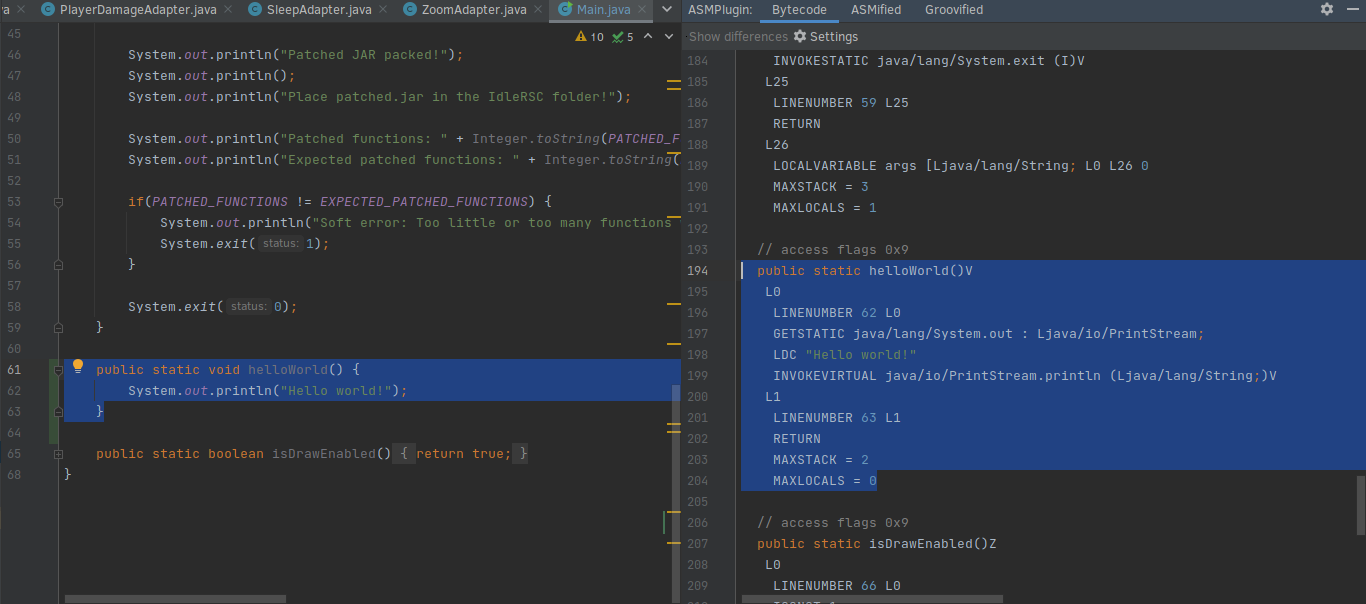 va PlayerDamageAdapter.java SleepAdapter.java ZoomAdapter.java Main.java
10 5
45
46 System.out.println("Patched JAR packed!");
47 System.out.println();
48 System.out.println("Place patched.jar in the IdleRSC folder!");
49
50 System.out.println("Patched functions: " + Integer.toString(PATCHED_F
51 System.out.println("Expected patched functions: " + Integer.toString(
52
53 if(PATCHED_FUNCTIONS != EXPECTED_PATCHED_FUNCTIONS) {
54 System.out.println("Soft error: Too little or too many functions
55 System.exit( status: 1);
56 }
57
58 System.exit( status: 0);
59 }
60
61 public static void helloWorld() {
62 System.out.println("Hello world!");
63 }
64
65 public static boolean isDrawEnabled() { return true; }
68 }
ASMPlugin: Bytecode ASMified Groovified
Show differences Settings
184 INVOKESTATIC java/lang/System.exit (I)V
185 L25
186 LINENUMBER 59 L25
187 RETURN
188 L26
189 LOCALVARIABLE args [Ljava/lang/String; L0 L26 0
190 MAXSTACK = 3
191 MAXLOCALS = 1
192
193 // access flags 0x9
194 public static helloWorld()V
195 L0
196 LINENUMBER 62 L0
197 GETSTATIC java/lang/System.out : Ljava/io/PrintStream;
198 LDC "Hello world!"
199 INVOKEVIRTUAL java/io/PrintStream.println (Ljava/lang/String;)V
200 L1
201 LINENUMBER 63 L1
202 RETURN
203 MAXSTACK = 2
204 MAXLOCALS = 0
205
206 // access flags 0x9
207 public static isDrawEnabled()Z
208 L0
209 LINENUMBER 66 L0